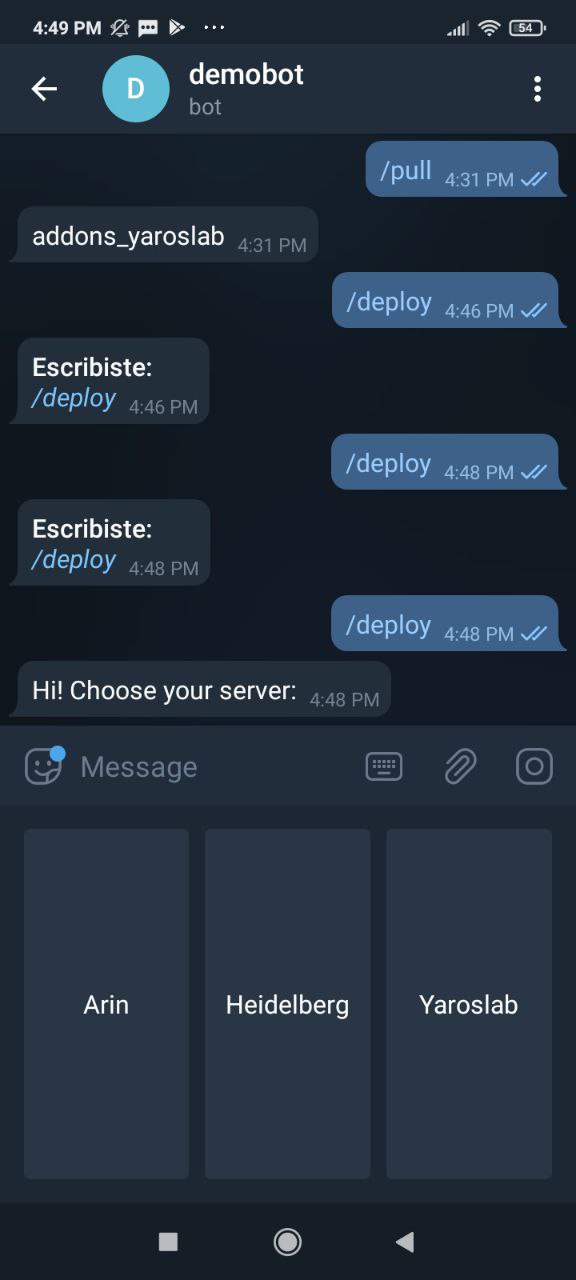 4:49 PM ... 54
demobot
D
bot
/pull 4:31 PM
addons_yaroslab 4:31 PM
/deploy 4:46 PM
Escribiste:
/deploy 4:46 PM
/deploy 4:48 PM
Escribiste:
/deploy 4:48 PM
/deploy 4:48 PM
Hi! Choose your server: 4:48 PM
Message
Arin Heidelberg Yaroslab